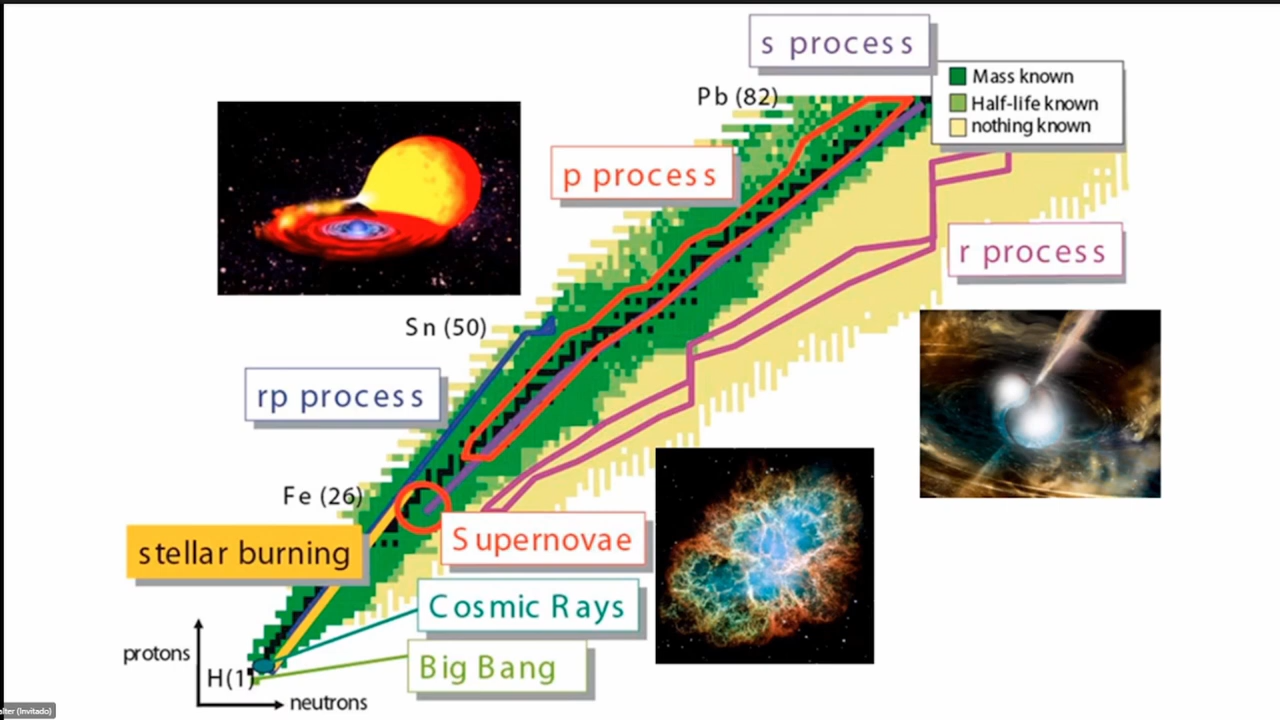 s process
Mass known
Half-life known
nothing known
Pb (82)
p process
r process
Sn (50)
rp process
Fe (26)
stellar burning
Supernovae
Cosmic Rays
Big Bang
protons
H(1)
neutrons
(Invitado)